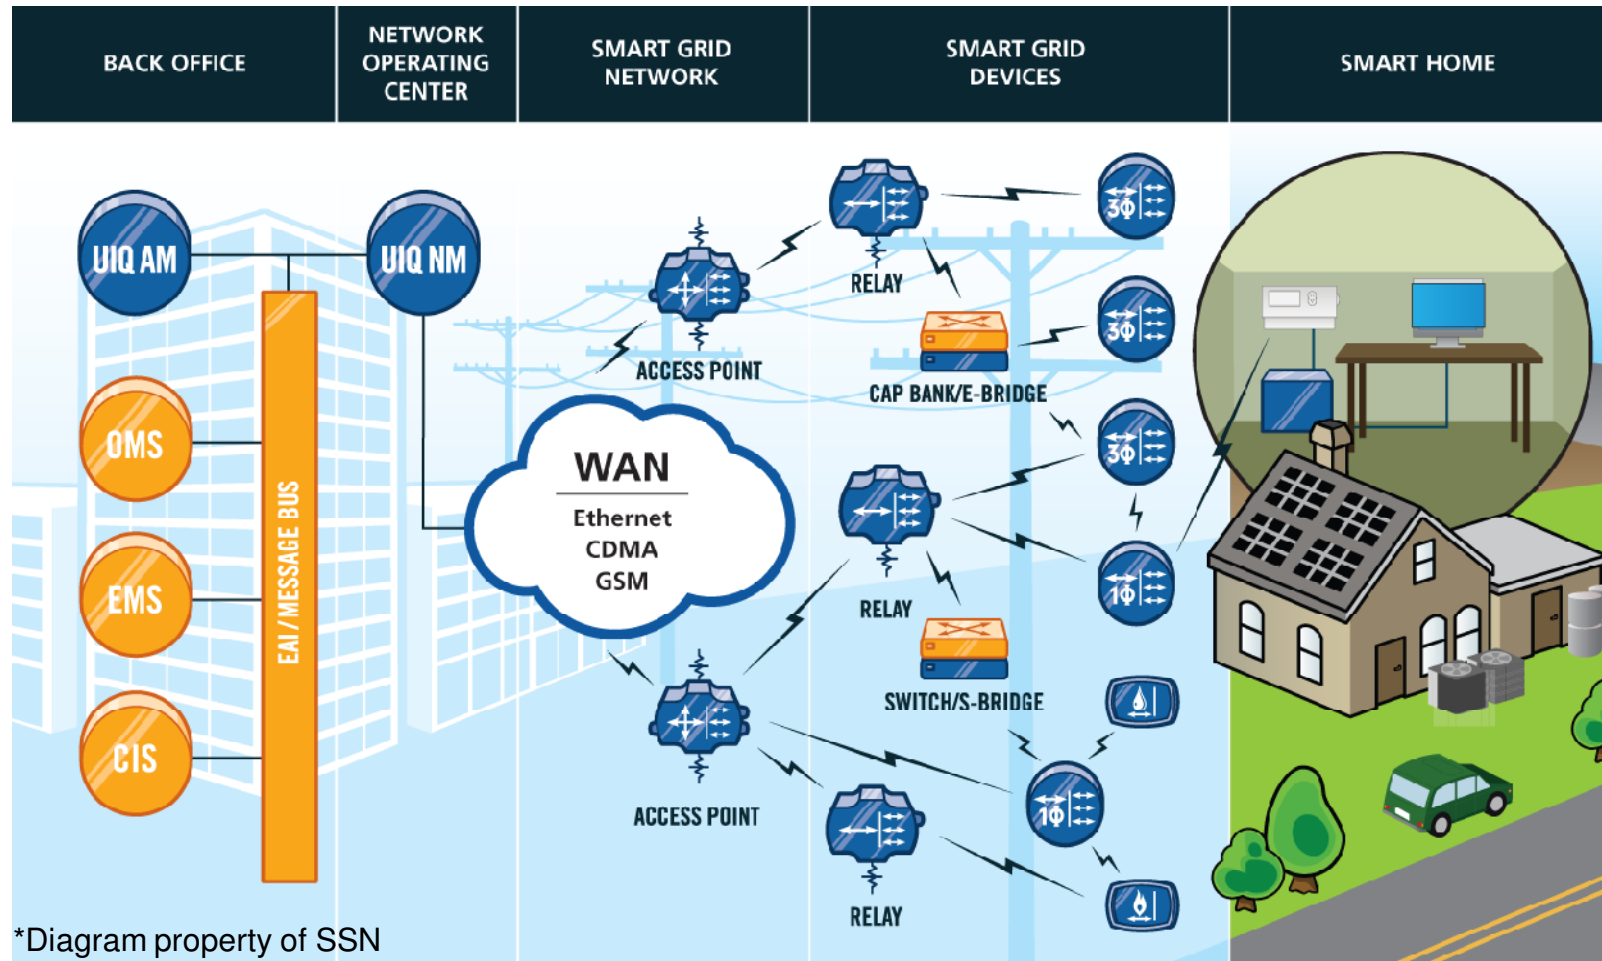 BACK OFFICE
NETWORK
OPERATING
CENTER
SMART GRID
NETWORK
SMART GRID
DEVICES
SMART HOME
UIQ AM
UIQ NM
OMS
EMS
CIS
EAI / MESSAGE BUS
ACCESS POINT
WAN
Ethernet
CDMA
GSM
ACCESS POINT
RELAY
3Φ
3Φ
CAP BANK/E-BRIDGE
3Φ
RELAY
1Φ
SWITCH/S-BRIDGE
1Φ
RELAY
*Diagram property of SSN